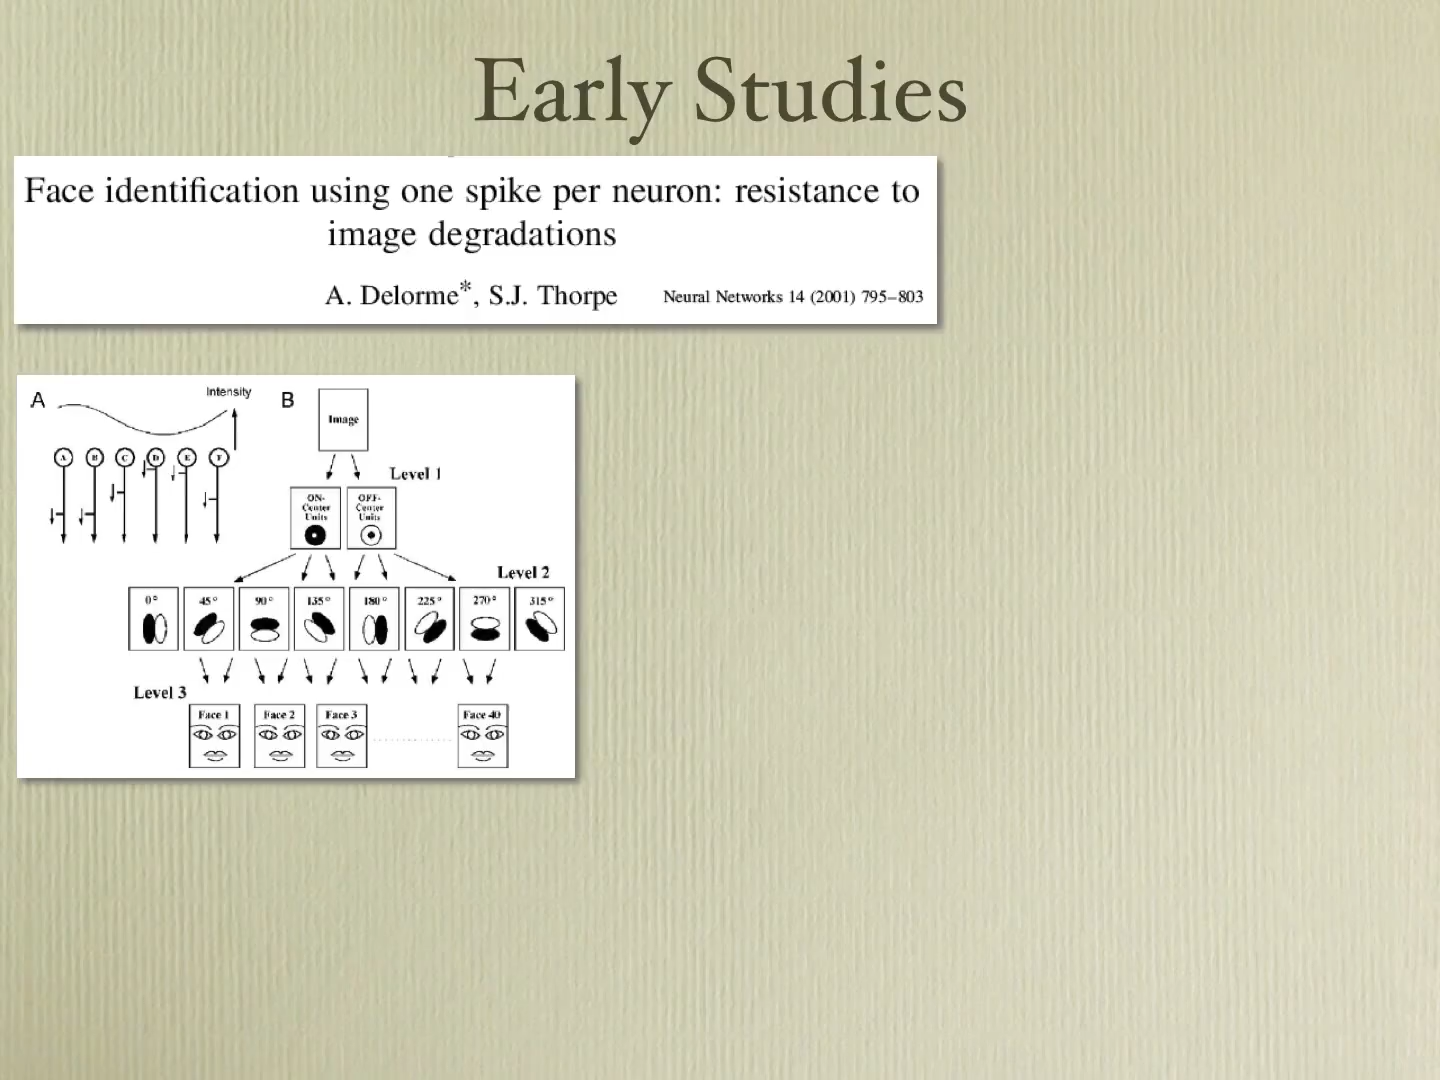 Early Studies
Face identification using one spike per neuron: resistance to
image degradations
A. Delorme*, S.J. Thorpe
Neural Networks 14 (2001) 795–803
A
Intensity
A B C D E F
B
Image
Level 1
ON-
Center
Units
OFF-
Center
Units
Level 2
0° 45° 90° 135° 180° 225° 270° 315°
Level 3
Face 1 Face 2 Face 3 Face 40